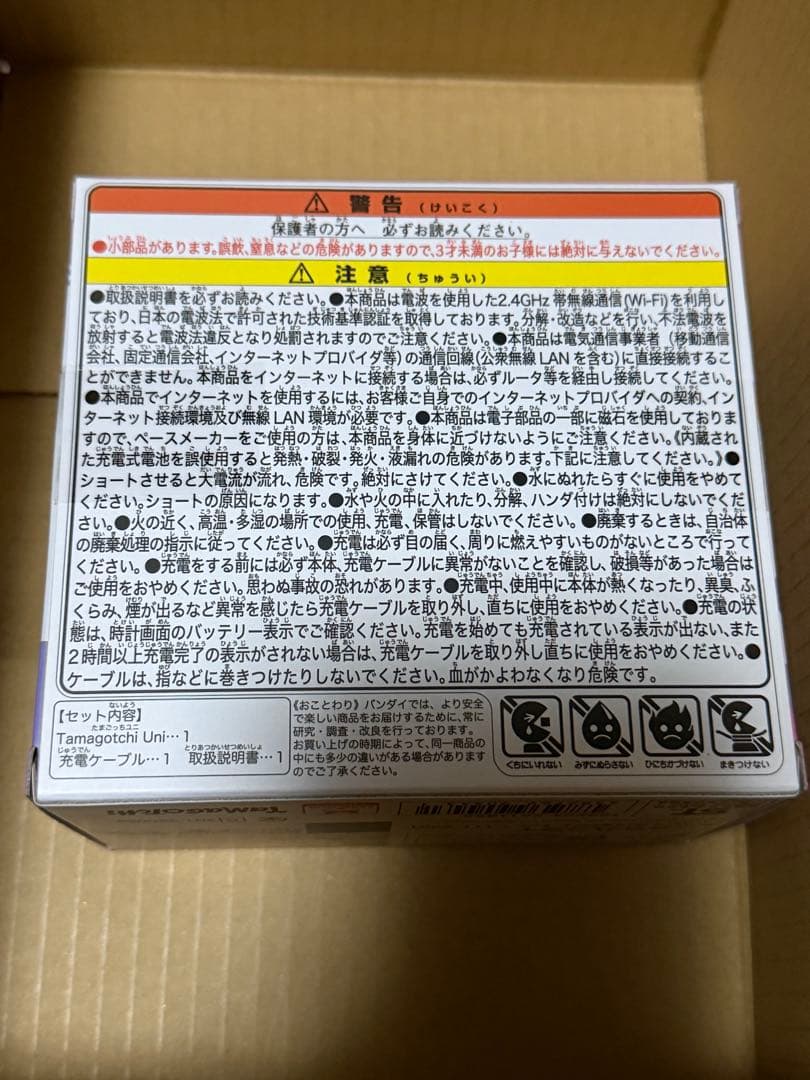 ⚠ 警告 (けいこく)
保護者の方へ 必ずお読みください。
●小部品があります。誤飲、窒息などの危険がありますので、3才未満のお子様には絶対に与えないでください。
⚠ 注意 (ちゅうい)
●取扱説明書を必ずお読みください。●本商品は電波を使用した2.4GHz 帯無線通信(Wi-Fi)を利用し
ており、日本の電波法で許可された技術基準認証を取得しております。分解・改造などを行い、不法電波を
放射すると電波法違反となり処罰されますのでご注意ください。●本商品は電気通信事業者（移動通信
会社、固定通信会社、インターネットプロバイダ等)の通信回線(公衆無線LANを含む)に直接接続するこ
とができません。本商品をインターネットに接続する場合は、必ずルータ等を経由し接続してください。
●本商品でインターネットを使用するには、お客様ご自身でのインターネットプロバイダへの契約、イン
ターネット接続環境及び無線LAN環境が必要です。●本商品は電子部品の一部に磁石を使用しております
すので、ペースメーカーをご使用の方は、本商品を身体に近づけないようにご注意ください。《内蔵され
た充電式電池を誤使用すると発熱・破裂・発火・液漏れの危険があります。下記に注意してください。》●
ショートさせると大電流が流れ、危険です。絶対にさけてください。●水にぬれたらすぐに使用をやめて
ください。ショートの原因になります。●水や火の中に入れたり、分解、ハンダ付けは絶対にしないでくだ
さい。●火の近く、高温・多湿の場所での使用、充電、保管はしないでください。●廃棄するときは、自治体
の廃棄処理の指示に従ってください。●充電は必ず目の届く、周りに燃えやすいものがないところで行って
ください。●充電をする前には必ず本体、充電ケーブルに異常がないことを確認し、破損等があった場合は
ご使用をおやめください。思わぬ事故の恐れがあります。●充電中、使用中に本体が熱くなったり、異臭、ふ
くらみ、煙が出るなど異常を感じたら充電ケーブルを取り外し、直ちに使用をおやめください。●充電の状
態は、時計画面のバッテリー表示でご確認ください。充電を始めても充電されている表示が出ない、また
2時間以上充電完了の表示がされない場合は、充電ケーブルを取り外し直ちに使用をおやめください。●
ケーブルは、指などに巻きつけたりしないでください。血がかよわなくなり危険です。
【セット内容】
Tamagotchi Uni…1
充電ケーブル…1 取扱説明書…1
《おことわり》バンダイでは、より安全
で楽しい商品をお届けするために、常に
研究・調査・改良を行っております。
お買い上げの時期によって、同一商品の
中にも多少の違いがある場合があります
のでご了承ください。
くちにいれない
みずにぬらさない
ひにちかづけない
まきつけない
TaMaGoTCHi